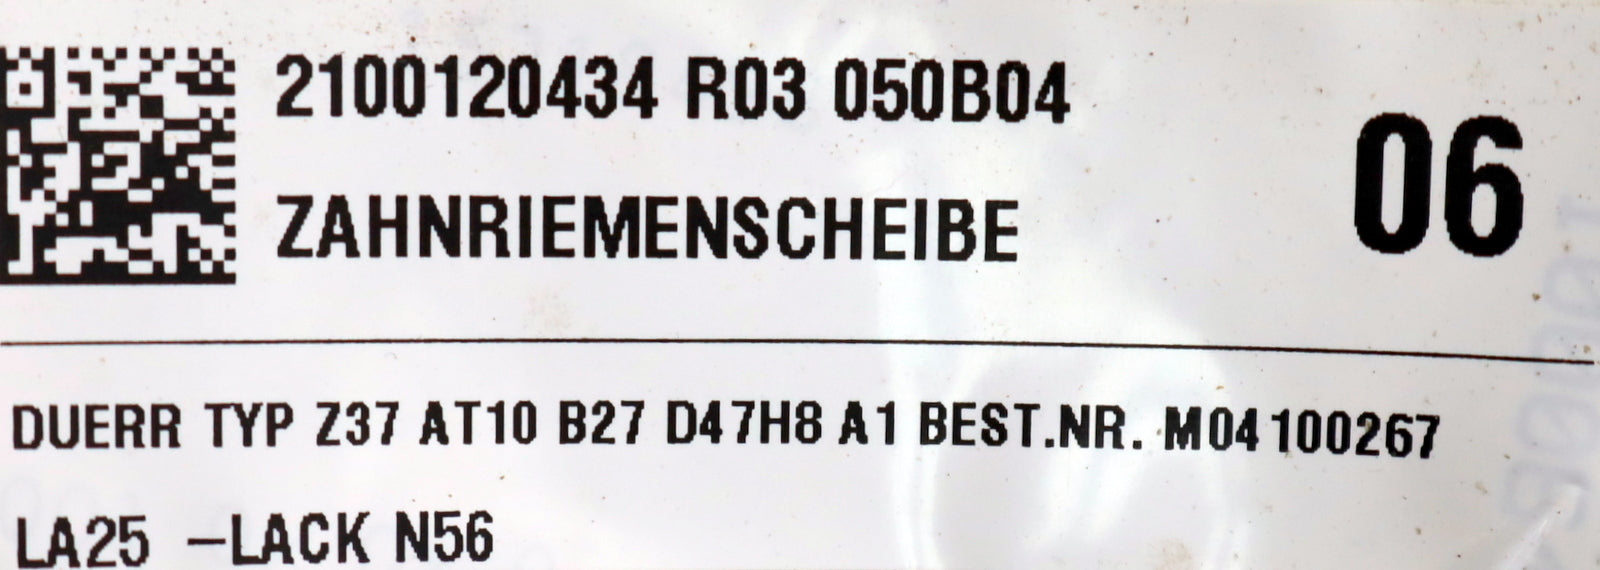 2100120434 R03 050B04
06
ZAHNRIEMENSCHEIBE
DUERR TYP Z37 AT10 B27 D47H8 A1 BEST.NR. M04100267
LA25 -LACK N56